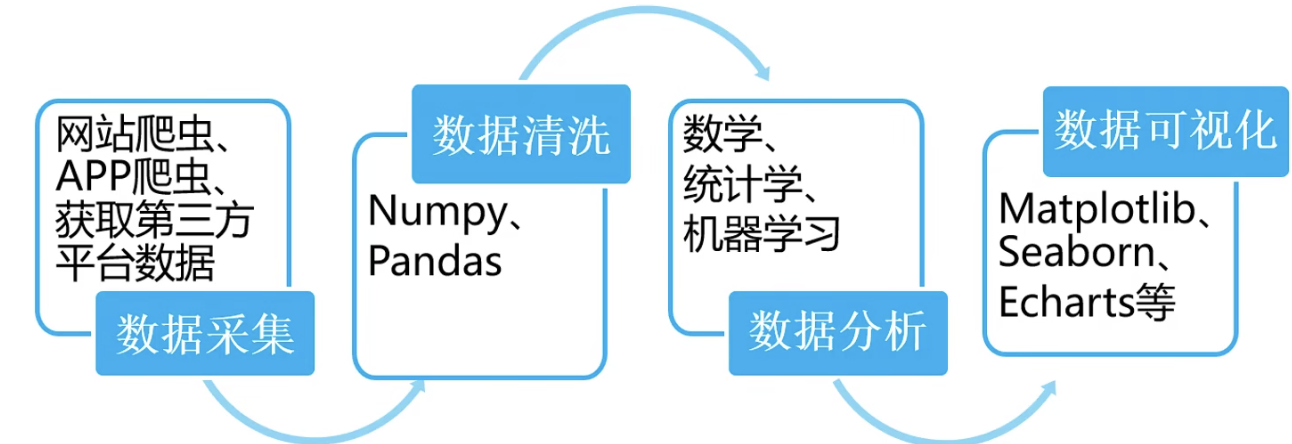 网站爬虫、
APP爬虫、
获取第三方
平台数据
数据采集
数据清洗
Numpy、
Pandas
数学、
统计学、
机器学习
数据分析
数据可视化
Matplotlib、
Seaborn、
Echarts等